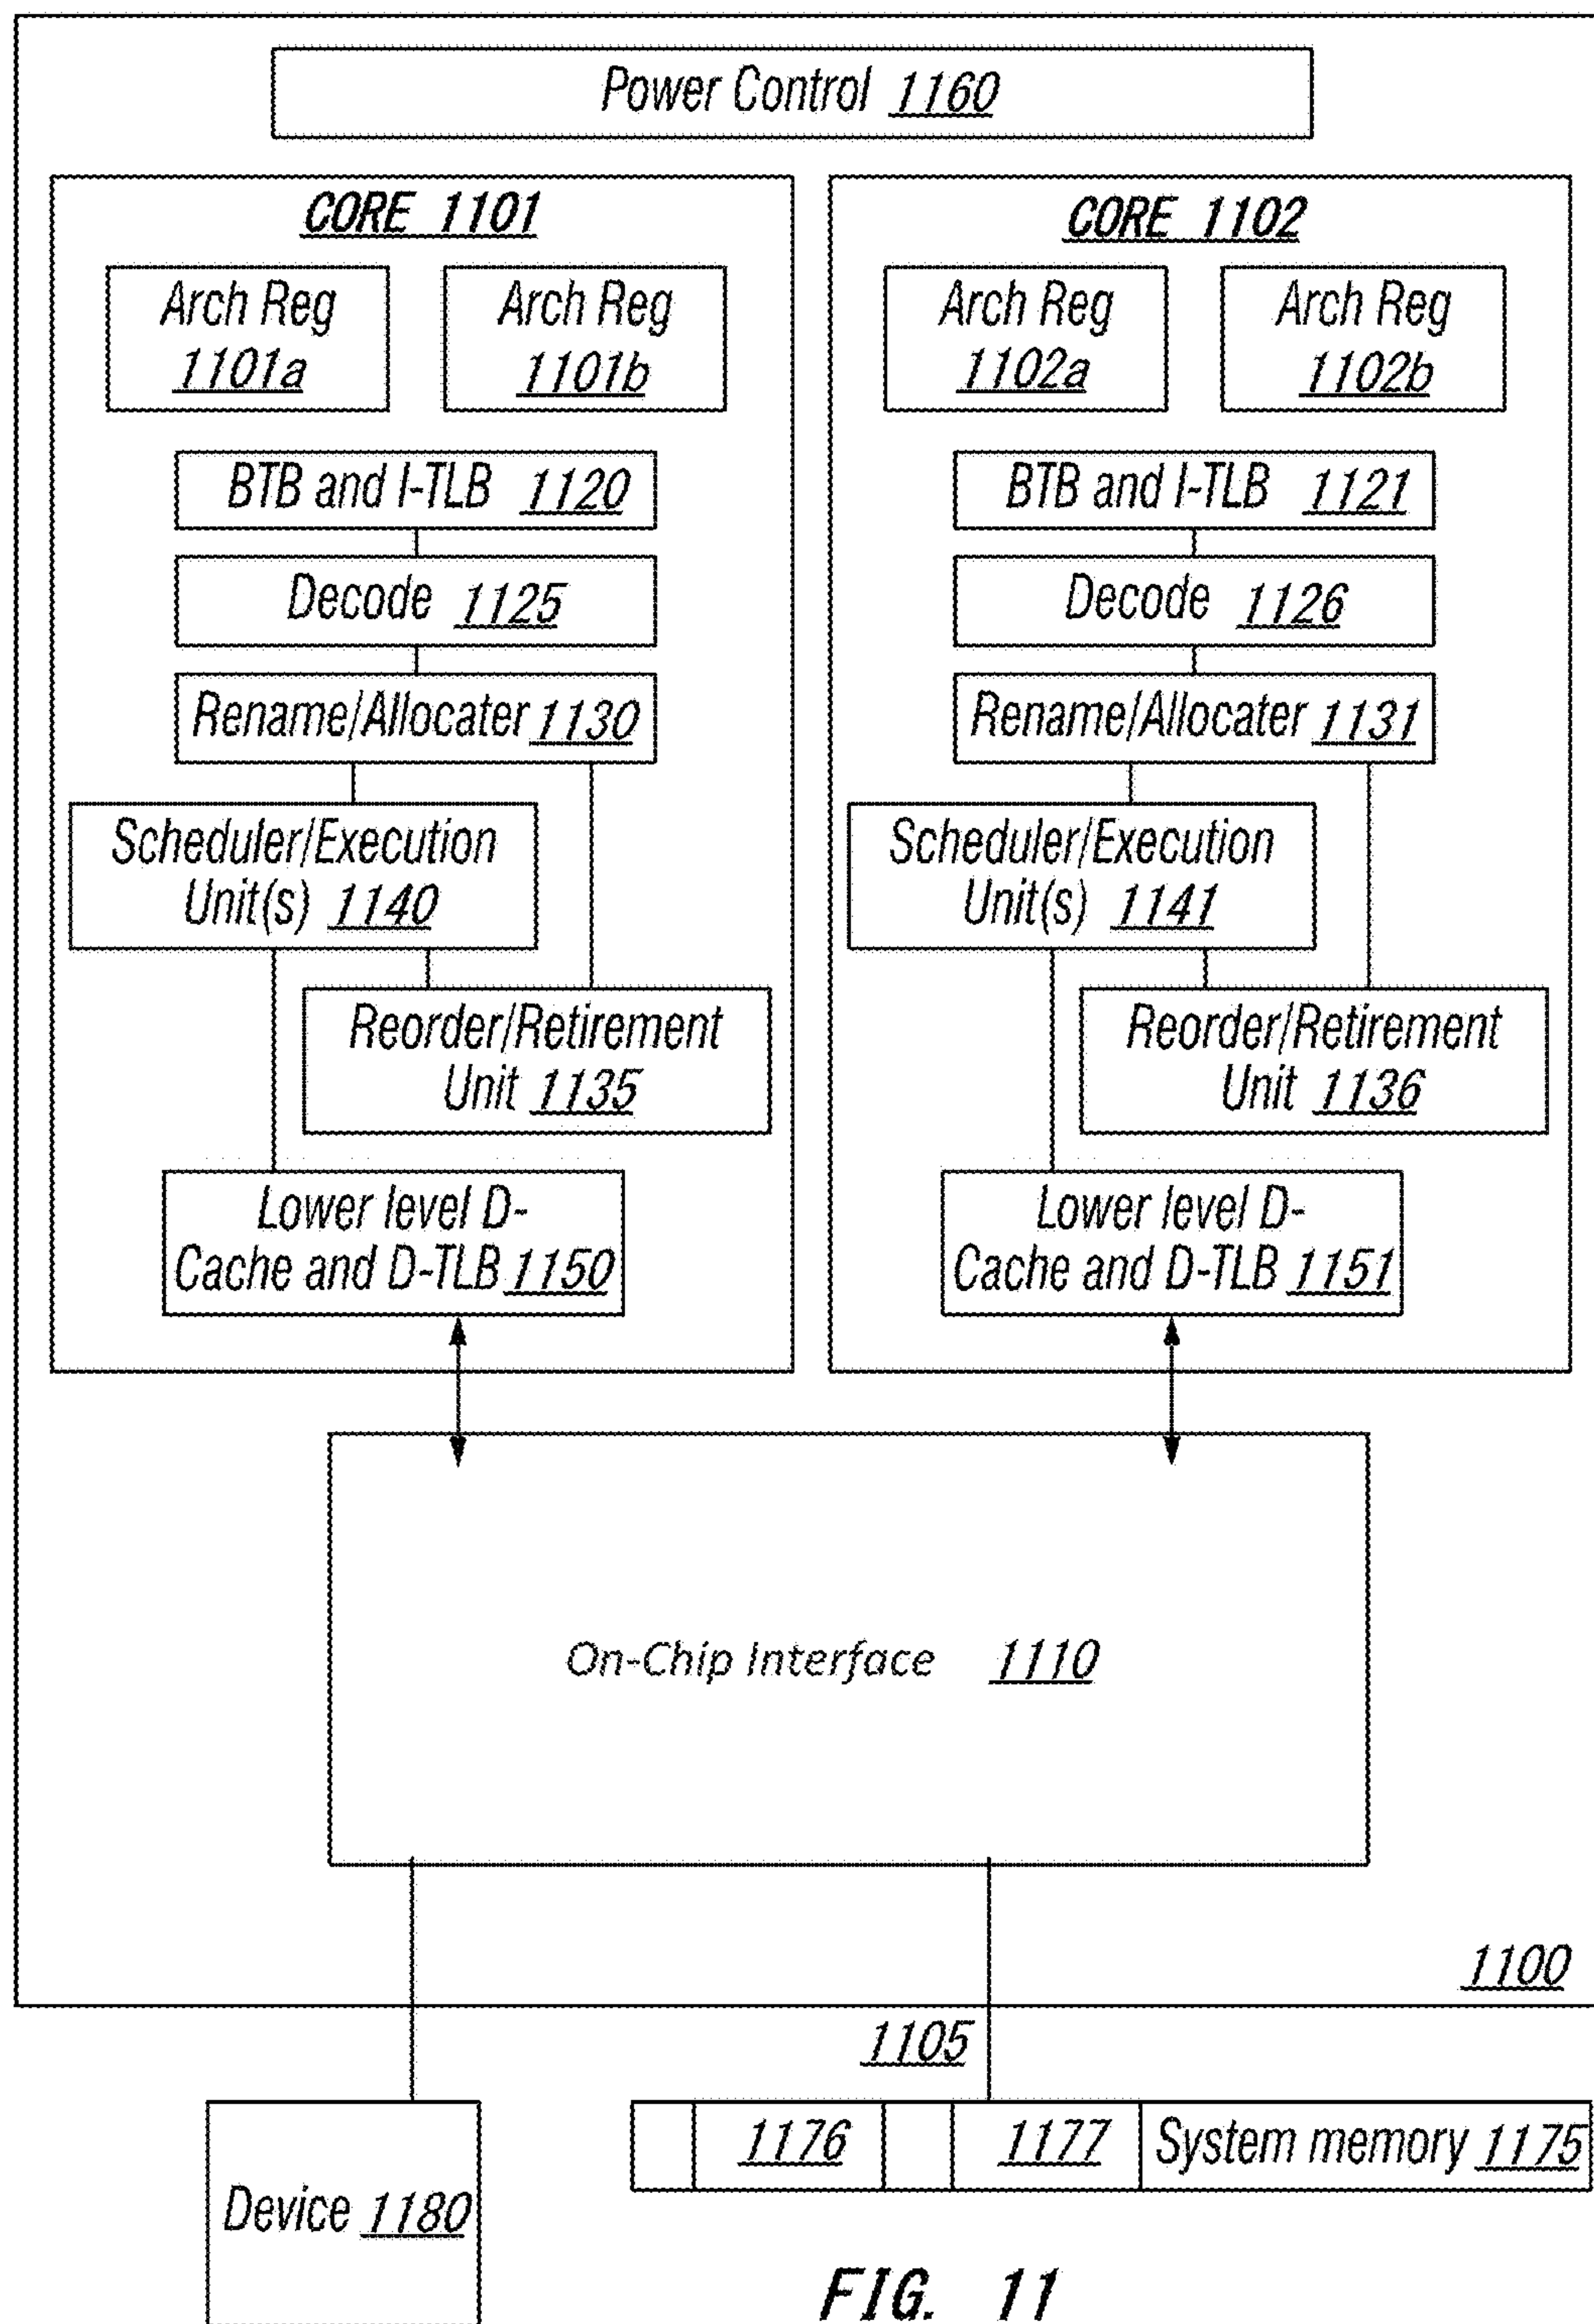 Power Control 1160
CORE 1101
Arch Reg
1101a
Arch Reg
1101b
BTB and I-TLB 1120
Decode 1125
Rename/Allocater 1130
Scheduler/Execution
Unit(s) 1140
Reorder/Retirement
Unit 1135
Lower level D-
Cache and D-TLB 1150
CORE 1102
Arch Reg
1102a
Arch Reg
1102b
BTB and I-TLB 1121
Decode 1126
Rename/Allocater 1131
Scheduler/Execution
Unit(s) 1141
Reorder/Retirement
Unit 1136
Lower level D-
Cache and D-TLB 1151
On-Chip Interface 1110
1100
1105
1176
1177
System memory 1175
Device 1180
FIG. 11